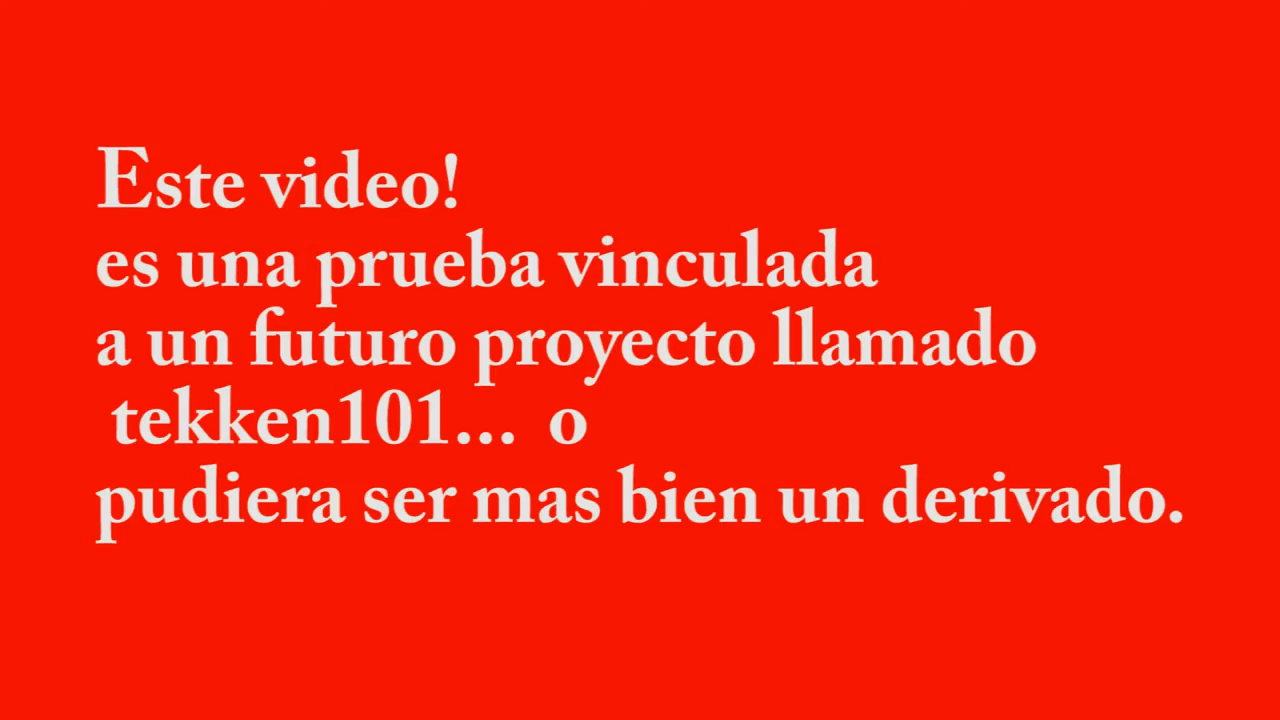 Este video!
es una prueba vinculada
a un futuro proyecto llamado
tekken101...  o
pudiera ser mas bien un derivado.